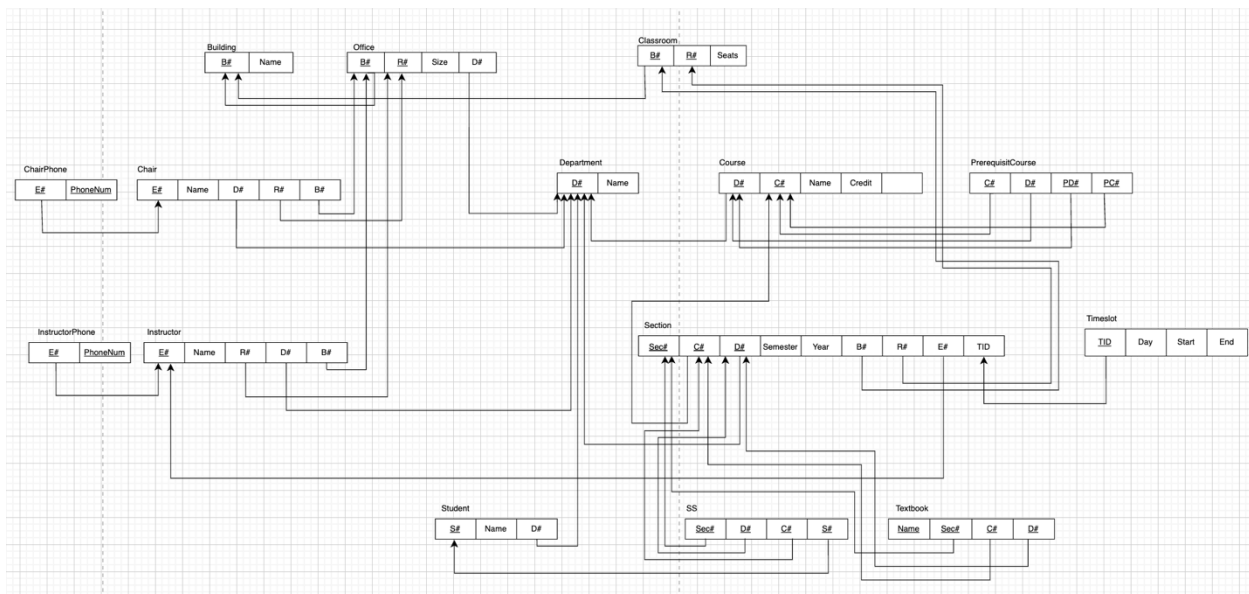 Building
B# Name
Office
B# R# Size D#
Classroom
B# R# Seats
ChairPhone
E# PhoneNum
Chair
E# Name D# R# B#
Department
D# Name
Course
D# C# Name Credit
PrerequisitCourse
C# D# PD# PC#
InstructorPhone
E# PhoneNum
Instructor
E# Name R# D# B#
Section
Sec# C# D# Semester Year B# R# E# TID
Timeslot
TID Day Start End
Student
S# Name D#
SS
Sec# D# C# S#
Textbook
Name Sec# C# D#